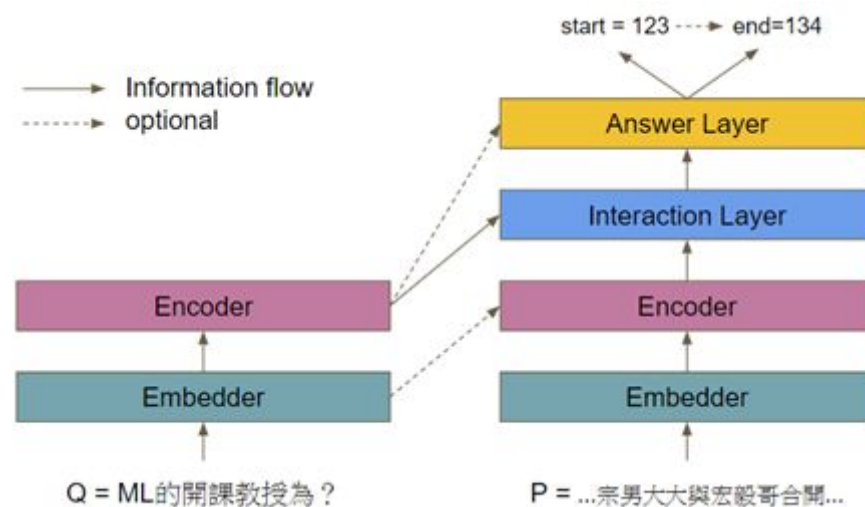 start = 123 end=134
Information flow
optional
Answer Layer
Interaction Layer
Encoder
Encoder
Embedder
Embedder
Q = ML的開課教授為？
P = ...宗男大大與宏毅哥合開...